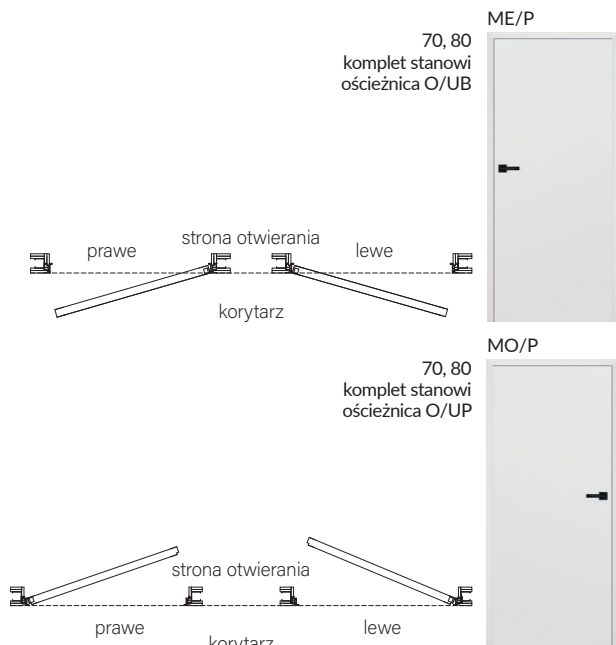 ME/P
70, 80
komplet stanowi
ościeżnica O/UB
prawe strona otwierania lewe
korytarz
MO/P
70, 80
komplet stanowi
ościeżnica O/UP
strona otwierania
prawe lewe
korytarz